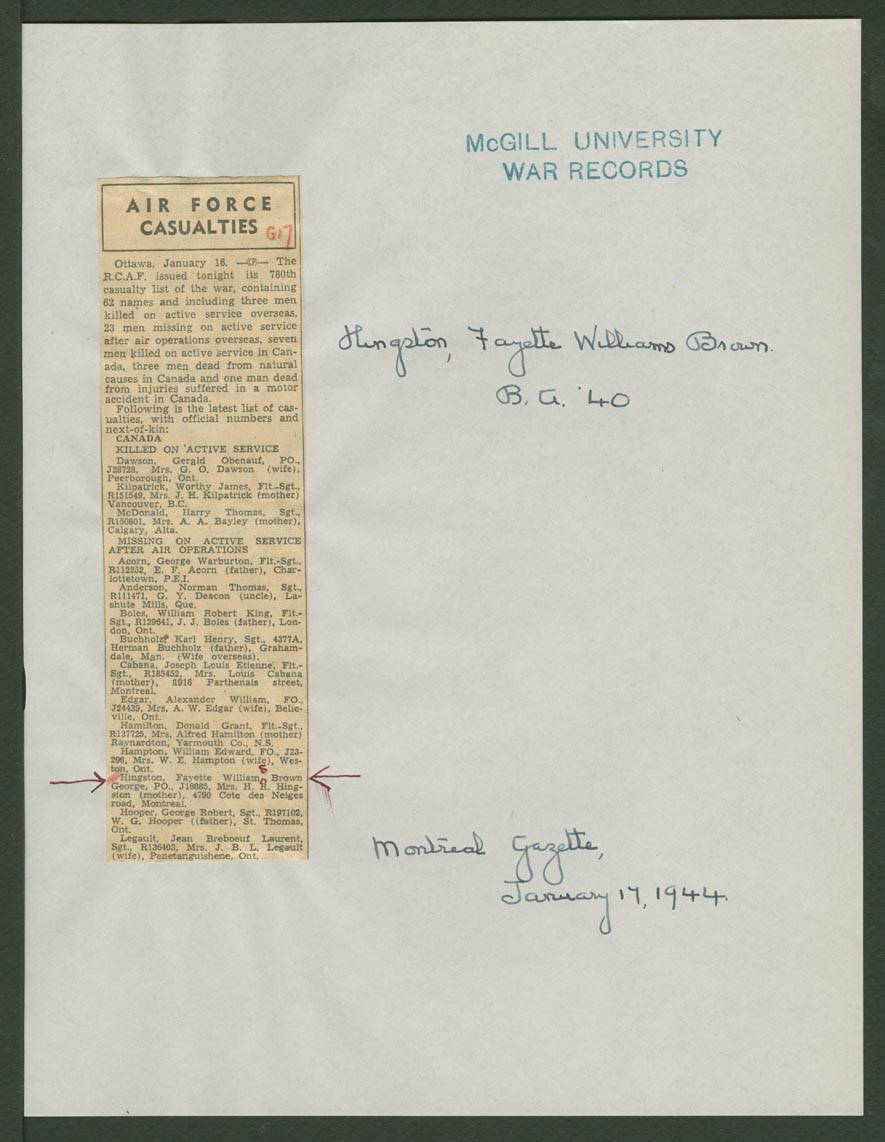 McGILL UNIVERSITY
WAR RECORDS
AIR FORCE
CASUALTIES G17
Ottawa, January 16. —(CP)— The
R.C.A.F. issued tonight its 780th
casualty list of the war, containing
62 names and including three men
killed on active service overseas,
23 men missing on active service
after air operations overseas, seven
men killed on active service in Can-
ada, three men dead from natural
causes in Canada and one man dead
from injuries suffered in a motor
accident in Canada.
Following is the latest list of cas-
ualties, with official numbers and
next-of-kin:
CANADA
KILLED ON ACTIVE SERVICE
Dawson, Gerald Obenauf, PO.,
J28728, Mrs. G. O. Dawson (wife),
Peerborough, Ont.
Kilpatrick, Worthy James, Flt.-Sgt.,
R151549, Mrs. J. H. Kilpatrick (mother)
Vancouver, B.C.
McDonald, Harry Thomas, Sgt.,
R150801, Mrs. A. A. Bayley (mother),
Calgary, Alta.
MISSING ON ACTIVE SERVICE
AFTER AIR OPERATIONS
Acorn, George Warburton, Flt.-Sgt.,
R112352, E. F. Acorn (father), Char-
lottetown, P.E.I.
Anderson, Norman Thomas, Sgt.,
R111471, G. Y. Deacon (uncle), La-
shute Mills, Que.
Boles, William Robert King, Flt.-
Sgt., R129641, J. J. Boles (father), Lon-
don, Ont.
Buchholz Karl Henry, Sgt., 4377A,
Herman Buchholz (father), Graham-
dale, Man. (Wife overseas).
Cabana, Joseph Louis Etienne, Flt.-
Sgt., R185452, Mrs. Louis Cabana
(mother), 2916 Parthenais street,
Montreal.
Edgar, Alexander William, FO.,
J24439, Mrs. A. W. Edgar (wife), Belle-
ville, Ont.
Hamilton, Donald Grant, Flt.-Sgt.,
R137725, Mrs. Alfred Hamilton (mother)
Raynardton, Yarmouth Co., N.S.
Hampton, William Edward, FO., J23-
296, Mrs. W. E. Hampton (wife), Wes-
ton, Ont.
Hingston, Fayette Williams Brown
George, PO., J18685, Mrs. H. R. Hing-
ston (mother), 4790 Cote des Neiges
road, Montreal.
Hooper, George Robert, Sgt., R197102,
W. G. Hooper ((father), St. Thomas,
Ont.
Legault, Jean Breboeuf Laurent,
Sgt., R136403, Mrs. J. B. L. Legault
(wife), Penetanguishene, Ont.
Hingston, Fayette Williams Brown.
B. A. '40
Montreal Gazette,
January 17, 1944.